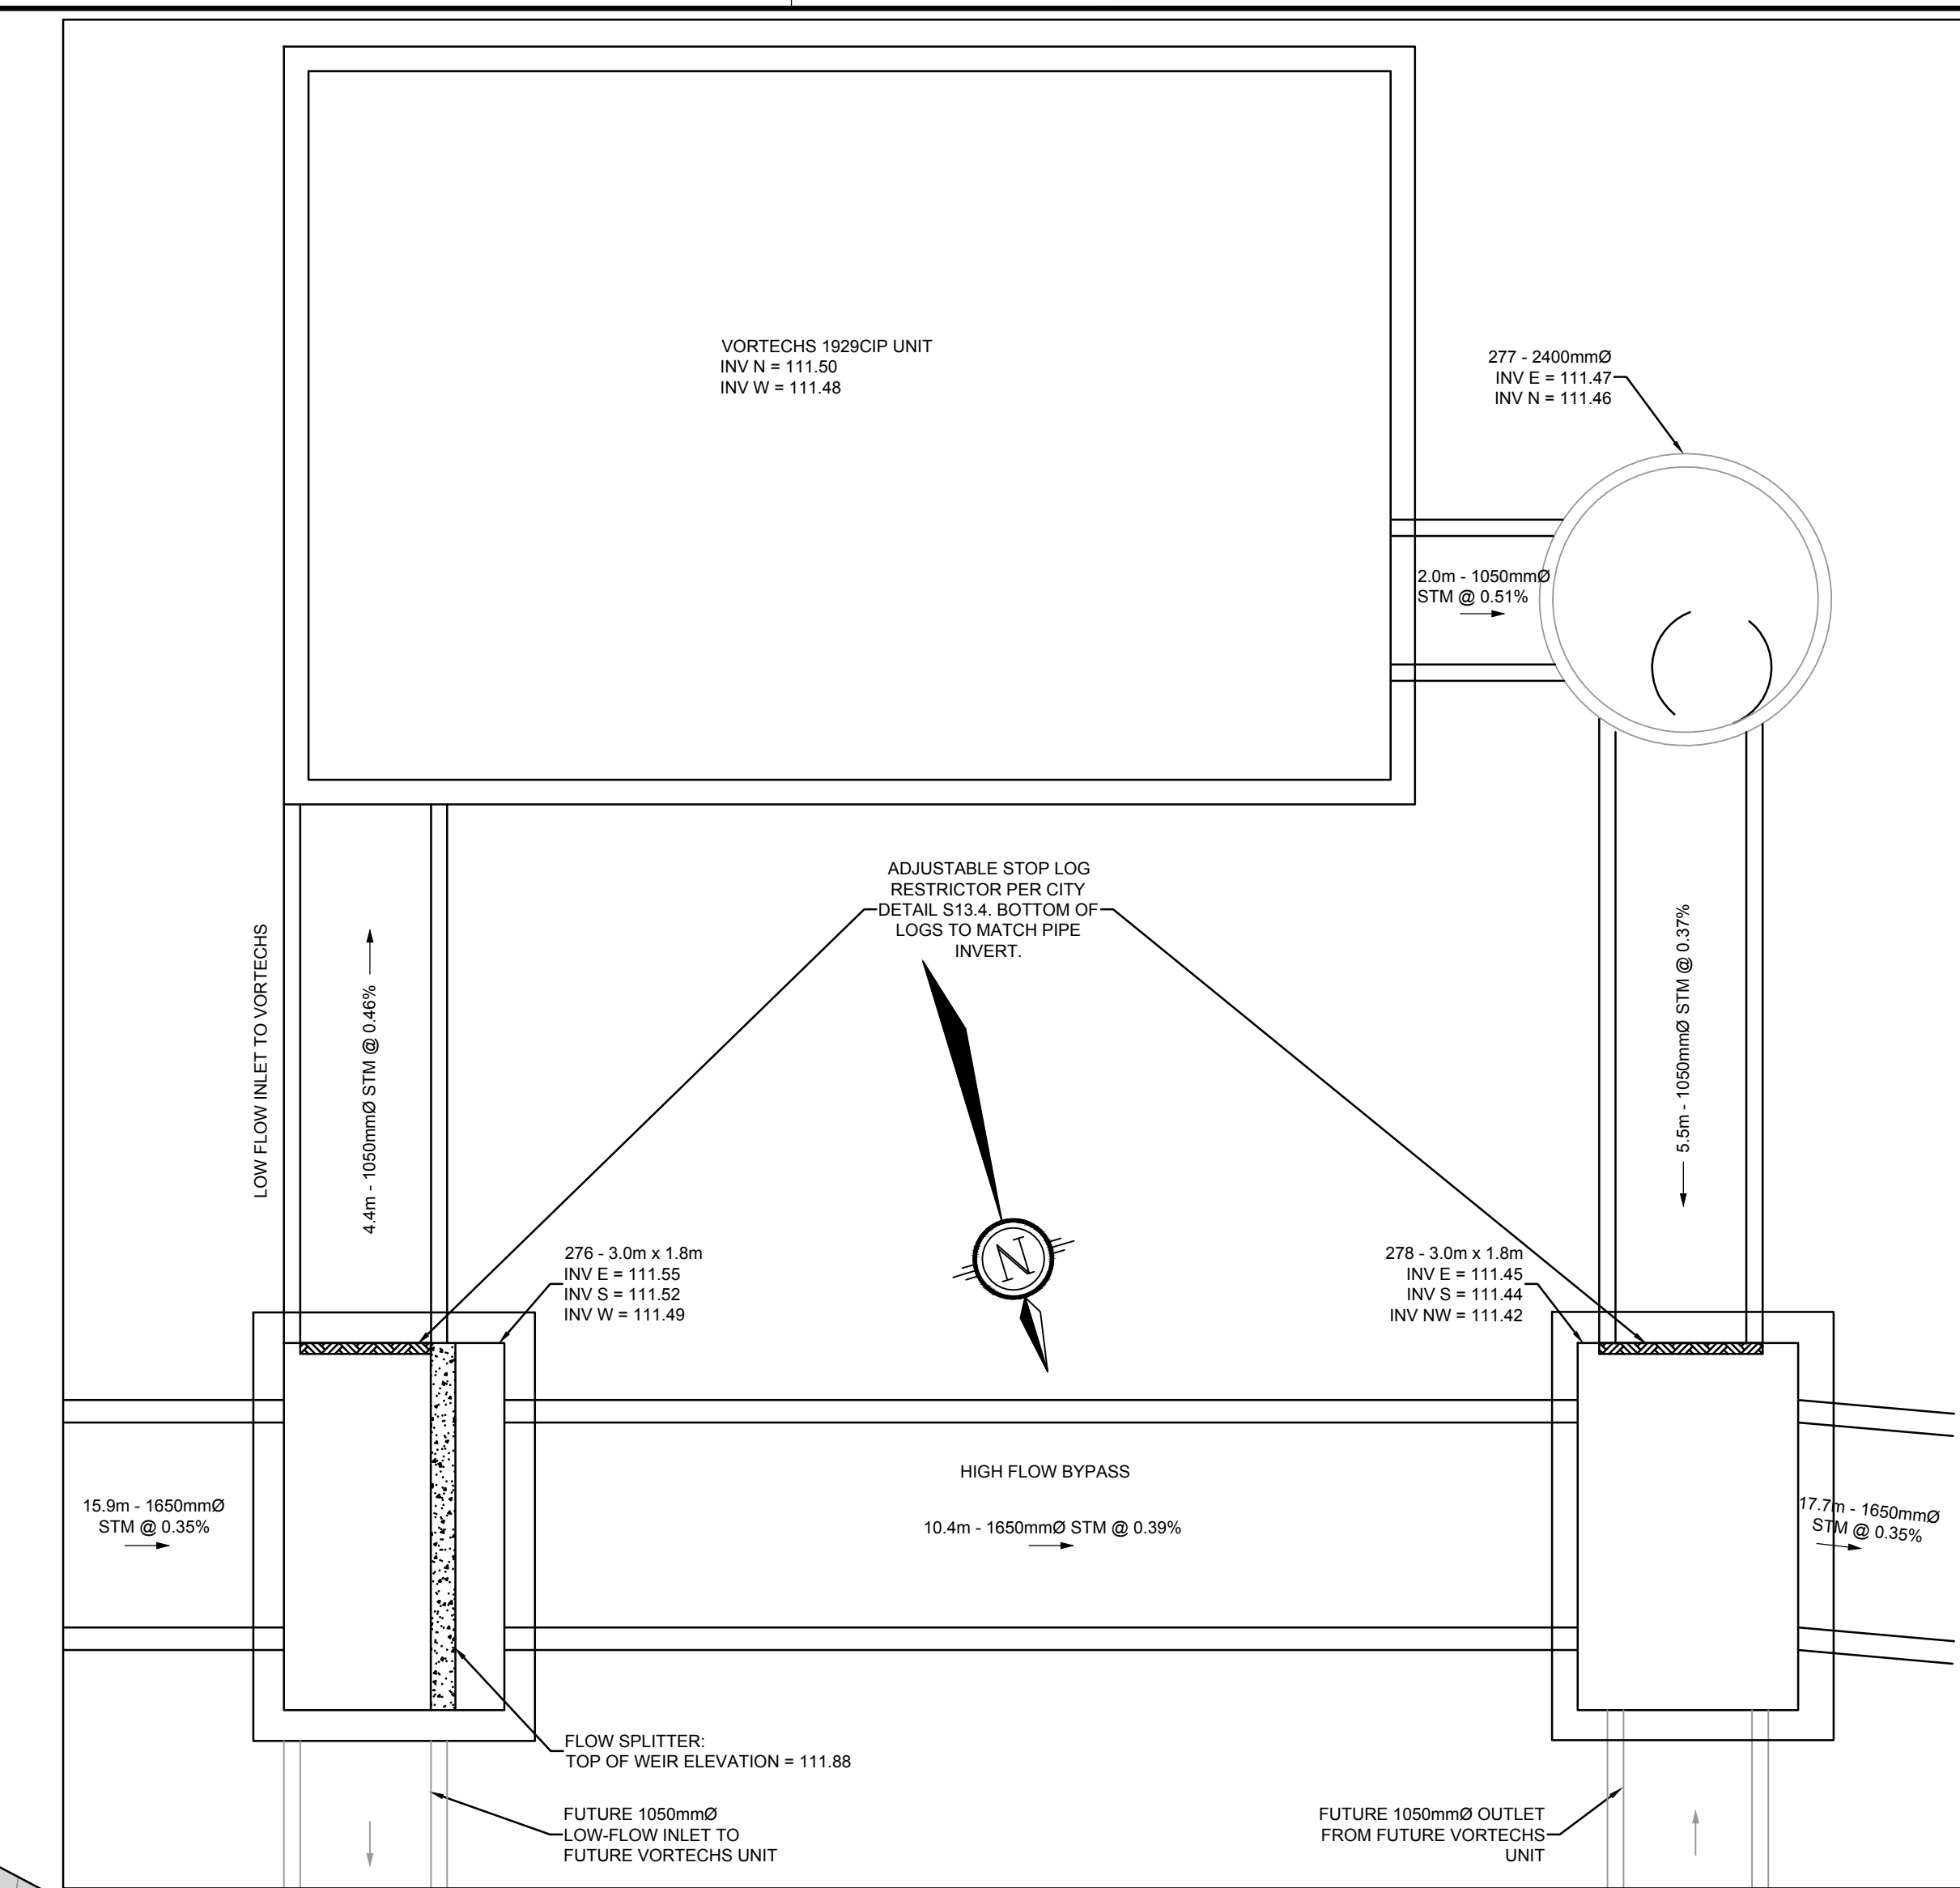 VORTECHS 1929CIP UNIT
INV N = 111.50
INV W = 111.48
277 - 2400mmØ
INV E = 111.47
INV N = 111.46
2.0m - 1050mmØ
STM @ 0.51%
LOW FLOW INLET TO VORTECHS
4.4m - 1050mmØ STM @ 0.46%
ADJUSTABLE STOP LOG
RESTRICTOR PER CITY
DETAIL S13.4. BOTTOM OF
LOGS TO MATCH PIPE
INVERT.
5.5m - 1050mmØ STM @ 0.37%
N
276 - 3.0m x 1.8m
INV E = 111.55
INV S = 111.52
INV W = 111.49
278 - 3.0m x 1.8m
INV E = 111.45
INV S = 111.44
INV NW = 111.42
15.9m - 1650mmØ
STM @ 0.35%
HIGH FLOW BYPASS
10.4m - 1650mmØ STM @ 0.39%
17.7m - 1650mmØ
STM @ 0.35%
FLOW SPLITTER:
TOP OF WEIR ELEVATION = 111.88
FUTURE 1050mmØ
LOW-FLOW INLET TO
FUTURE VORTECHS UNIT
FUTURE 1050mmØ OUTLET
FROM FUTURE VORTECHS
UNIT